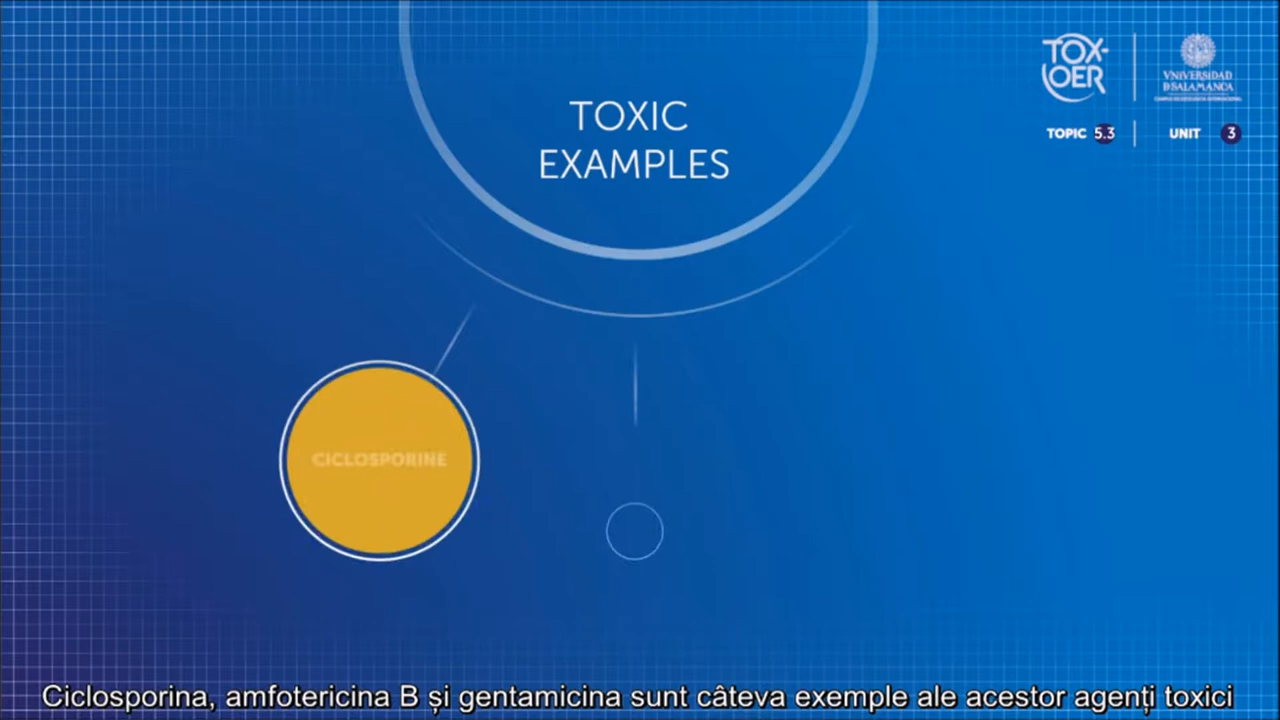 TOXIC
EXAMPLES
TOX-
OER
VNIVERSIDAD
D SALAMANCA
TOPIC 5.3
UNIT 3
CICLOSPORINE
Ciclosporina, amfotericina B și gentamicina sunt câteva exemple ale acestor agenți toxici